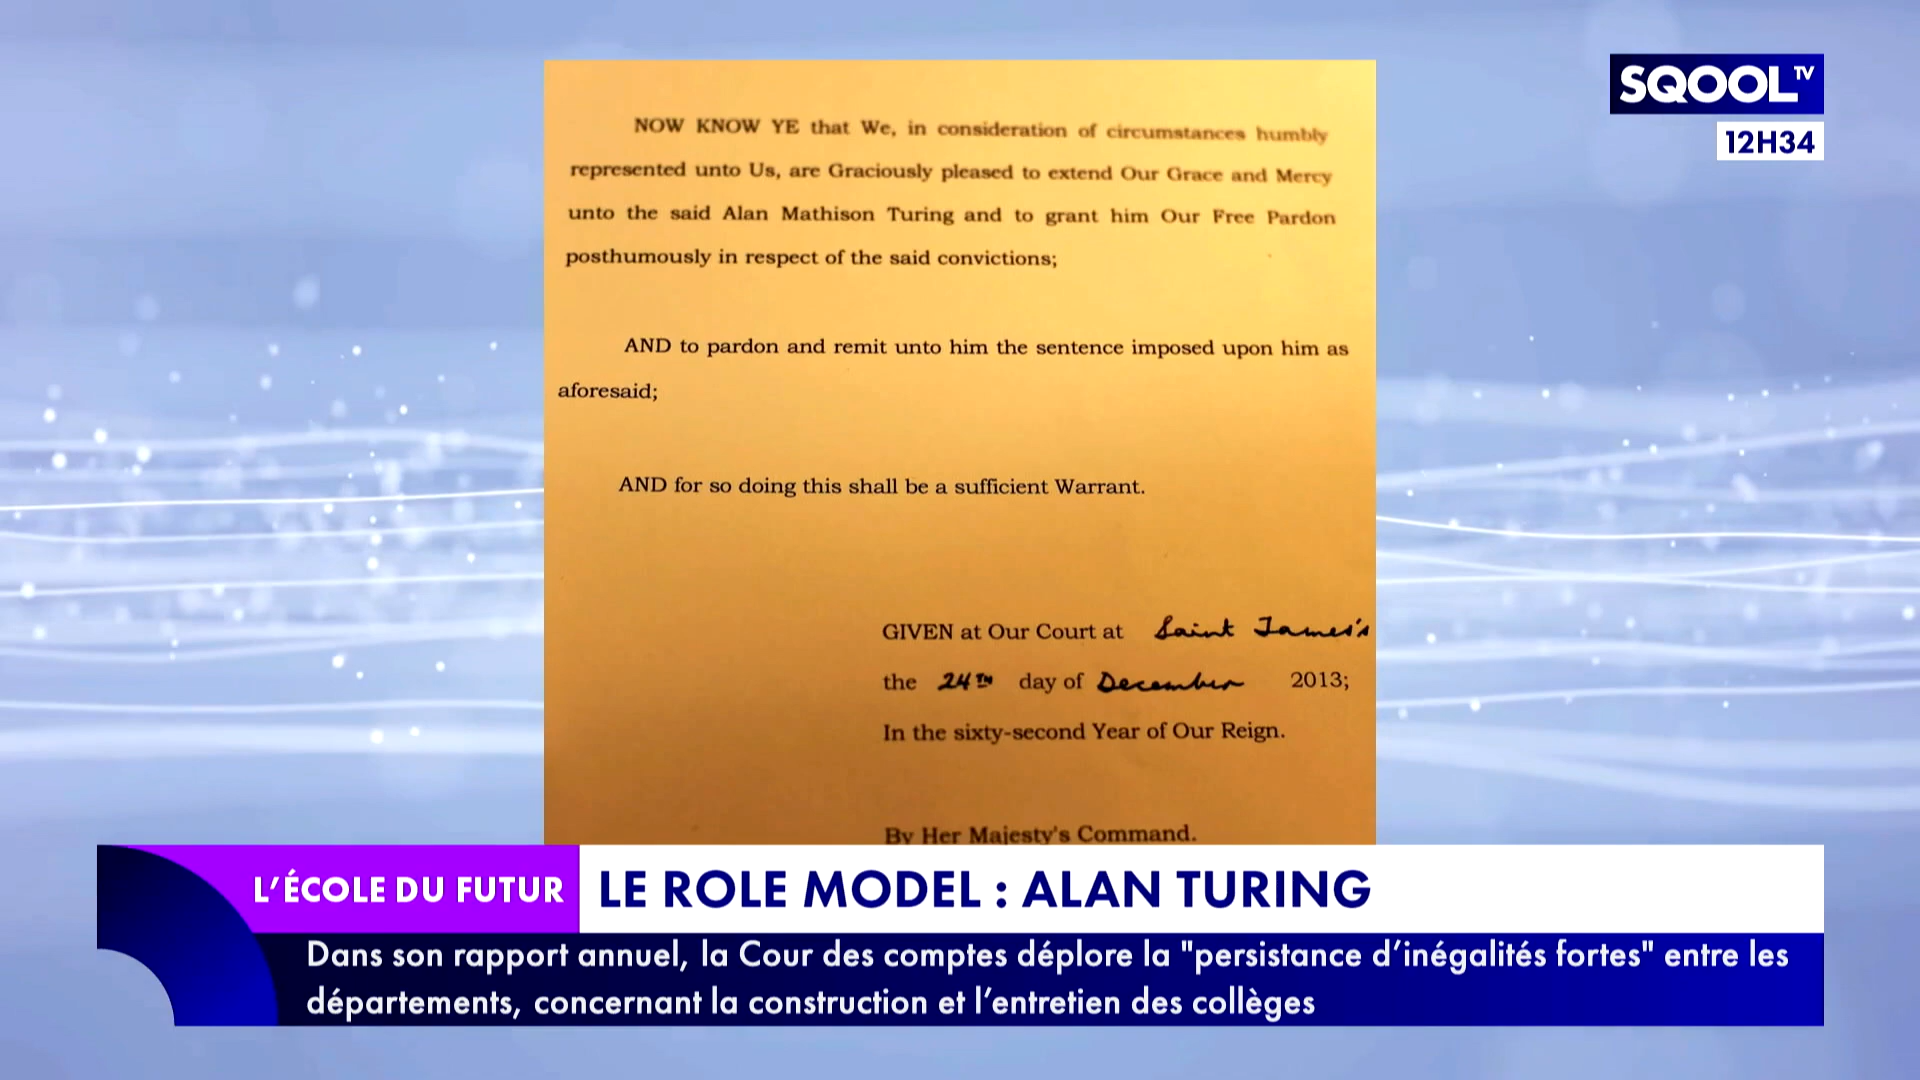 SQOOL TV
12H34
NOW KNOW YE that We, in consideration of circumstances humbly
represented unto Us, are Graciously pleased to extend Our Grace and Mercy
unto the said Alan Mathison Turing and to grant him Our Free Pardon
posthumously in respect of the said convictions;
AND to pardon and remit unto him the sentence imposed upon him as
aforesaid;
AND for so doing this shall be a sufficient Warrant.
GIVEN at Our Court at Saint James's
the 24TH day of December 2013;
In the sixty-second Year of Our Reign.
By Her Majesty's Command.
L'ÉCOLE DU FUTUR
LE ROLE MODEL : ALAN TURING
Dans son rapport annuel, la Cour des comptes déplore la "persistance d'inégalités fortes" entre les
départements, concernant la construction et l'entretien des collèges